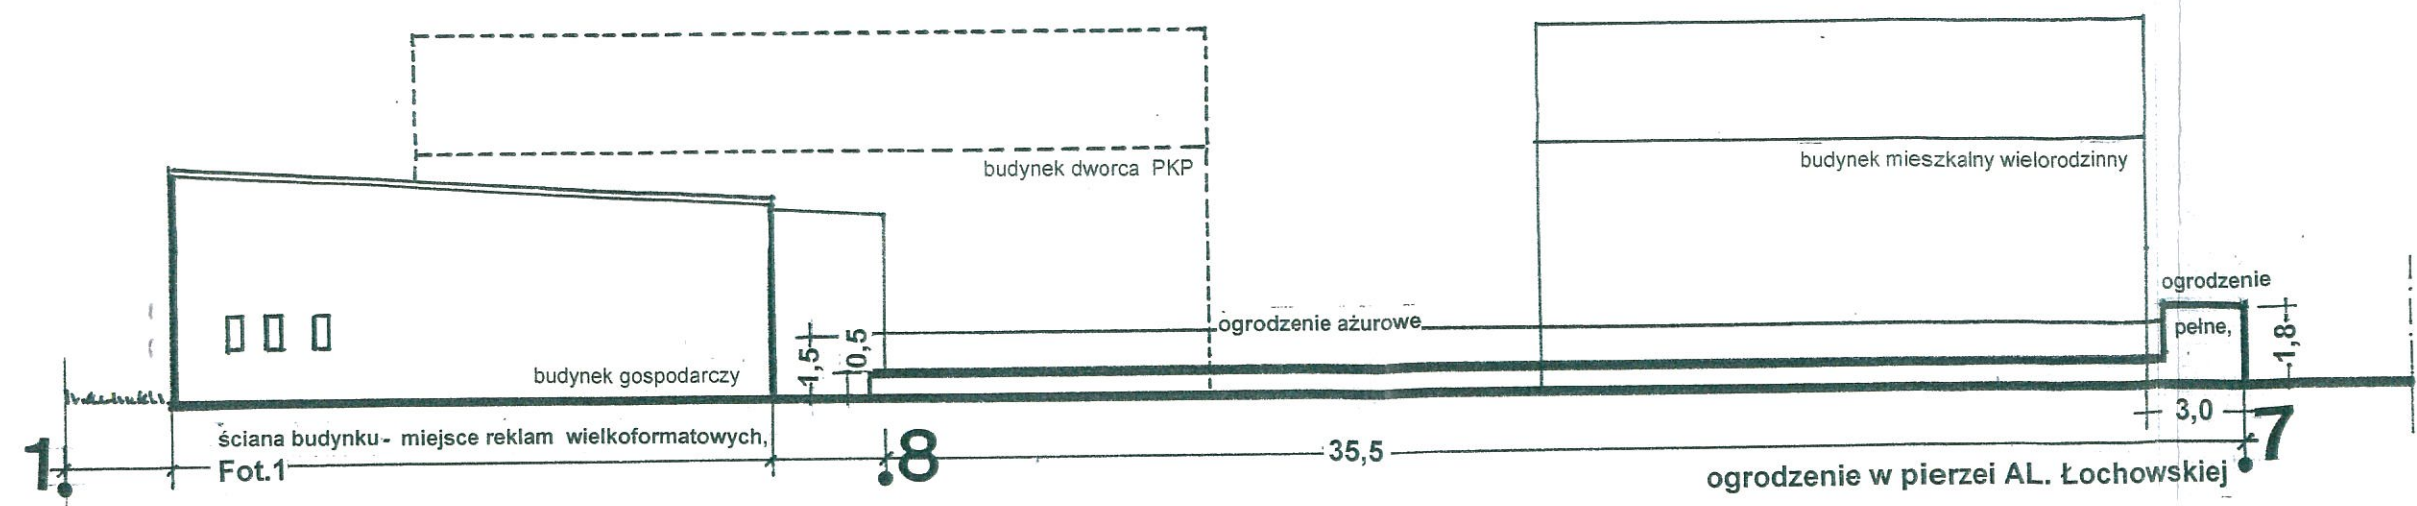 budynek dworca PKP
budynek mieszkalny wielorodzinny
ogrodzenie
pełne,
ogrodzenie ażurowe
1,5
0,5
1,8
budynek gospodarczy
3,0
ściana budynku- miejsce reklam wielkoformatowych,
Fot.1
1
8
35,5
7
ogrodzenie w pierzei AL. Łochowskiej